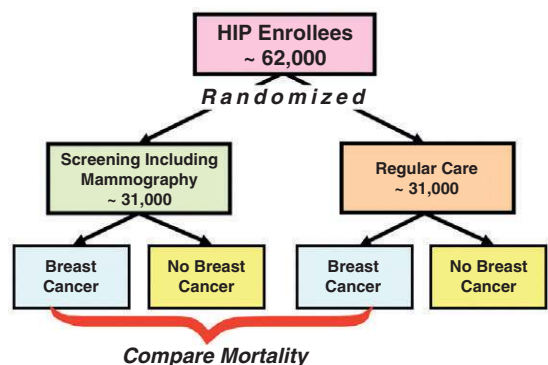 HIP Enrollees
~ 62,000
Randomized
Screening Including
Mammography
~ 31,000
Regular Care
~ 31,000
Breast
Cancer
No Breast
Cancer
Breast
Cancer
No Breast
Cancer
Compare Mortality